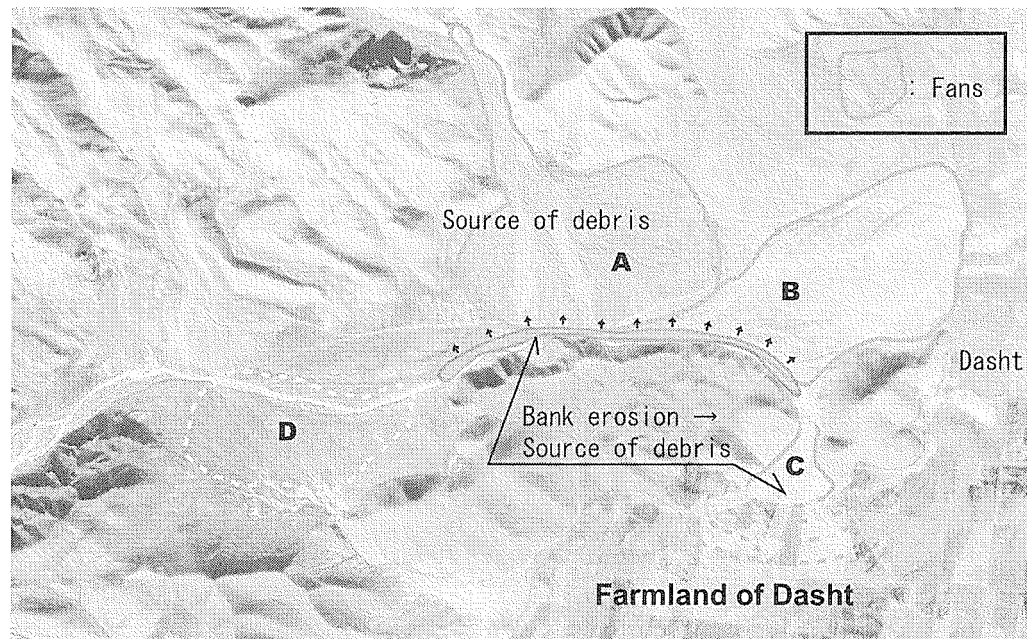 : Fans
Source of debris
A
B
Dasht
Bank erosion →
Source of debris
D
C
Farmland of Dasht